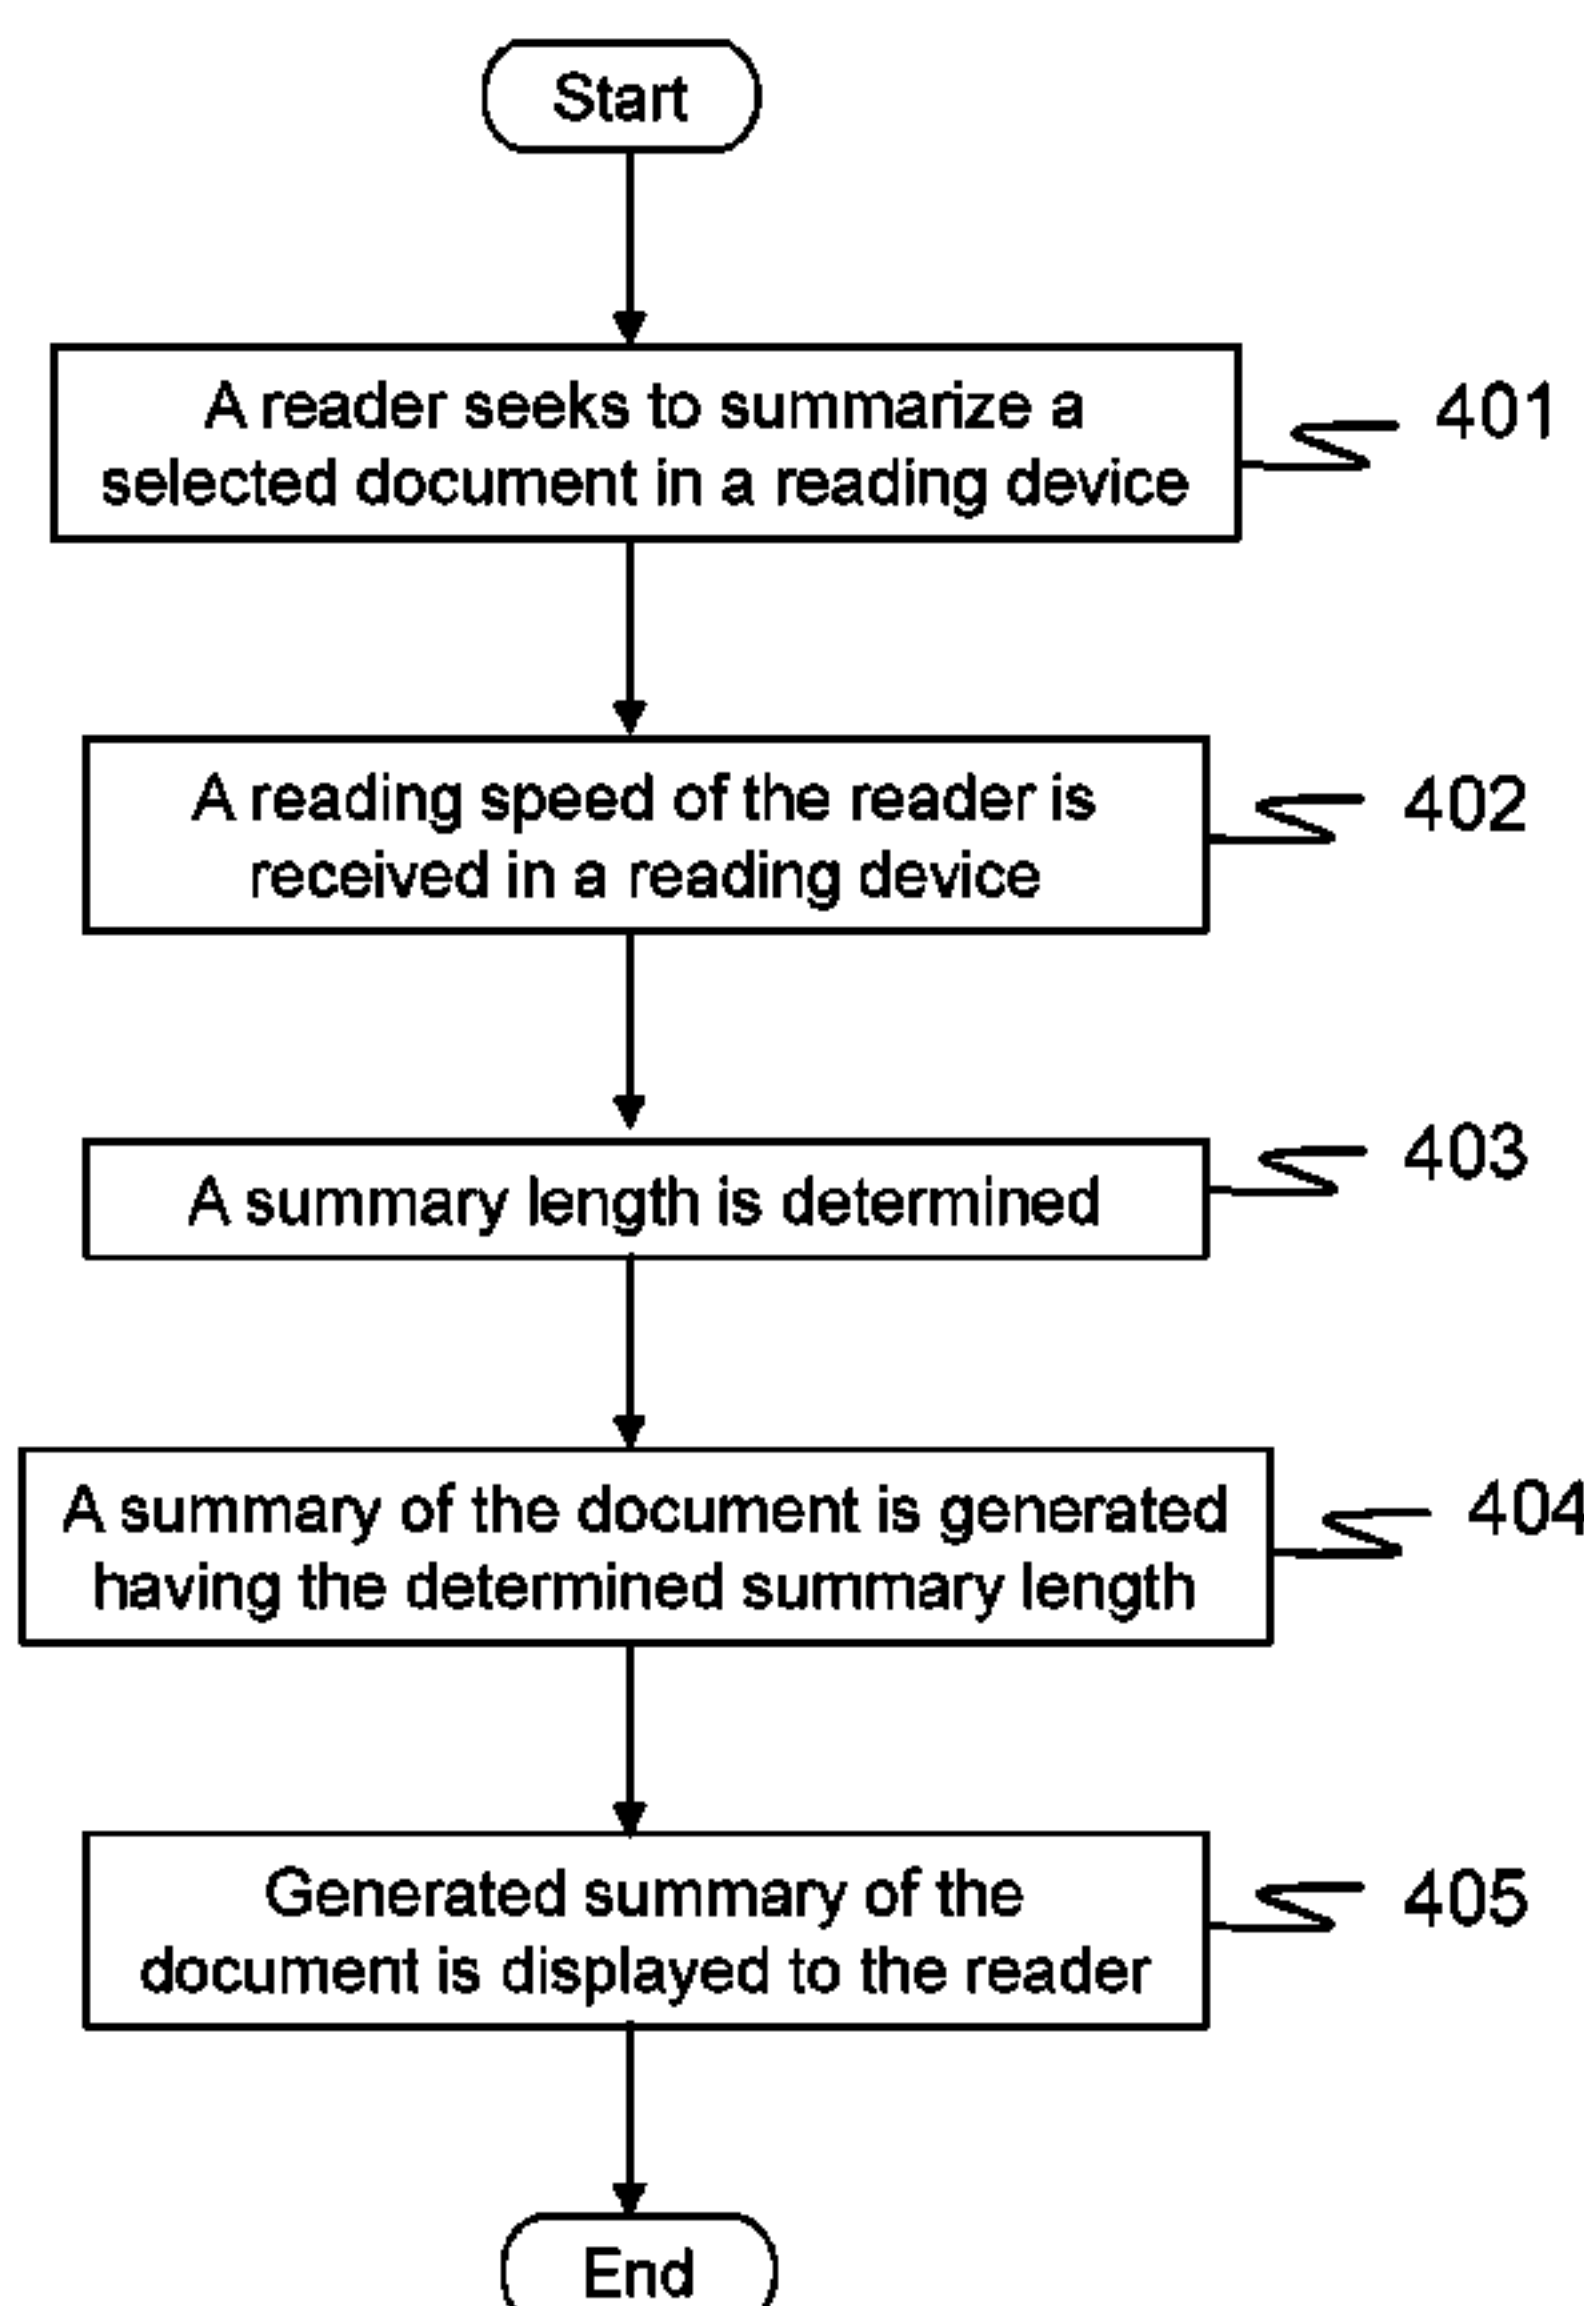 Start
A reader seeks to summarize a
selected document in a reading device
401
A reading speed of the reader is
received in a reading device
402
A summary length is determined
403
A summary of the document is generated
having the determined summary length
404
Generated summary of the
document is displayed to the reader
405
End